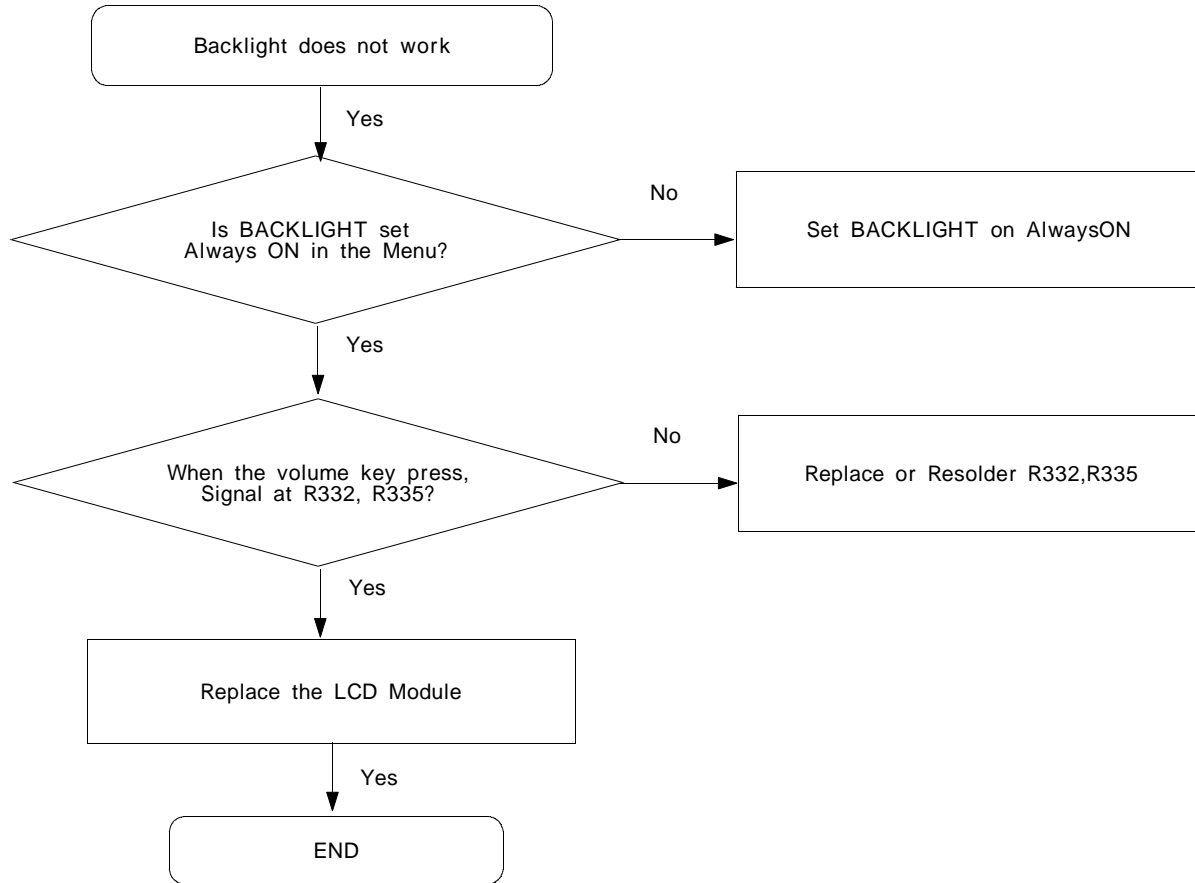 Backlight does not work
Yes
Is BACKLIGHT set
Always ON in the Menu?
No
Set BACKLIGHT on AlwaysON
Yes
When the volume key press,
Signal at R332, R335?
No
Replace or Resolder R332,R335
Yes
Replace the LCD Module
Yes
END